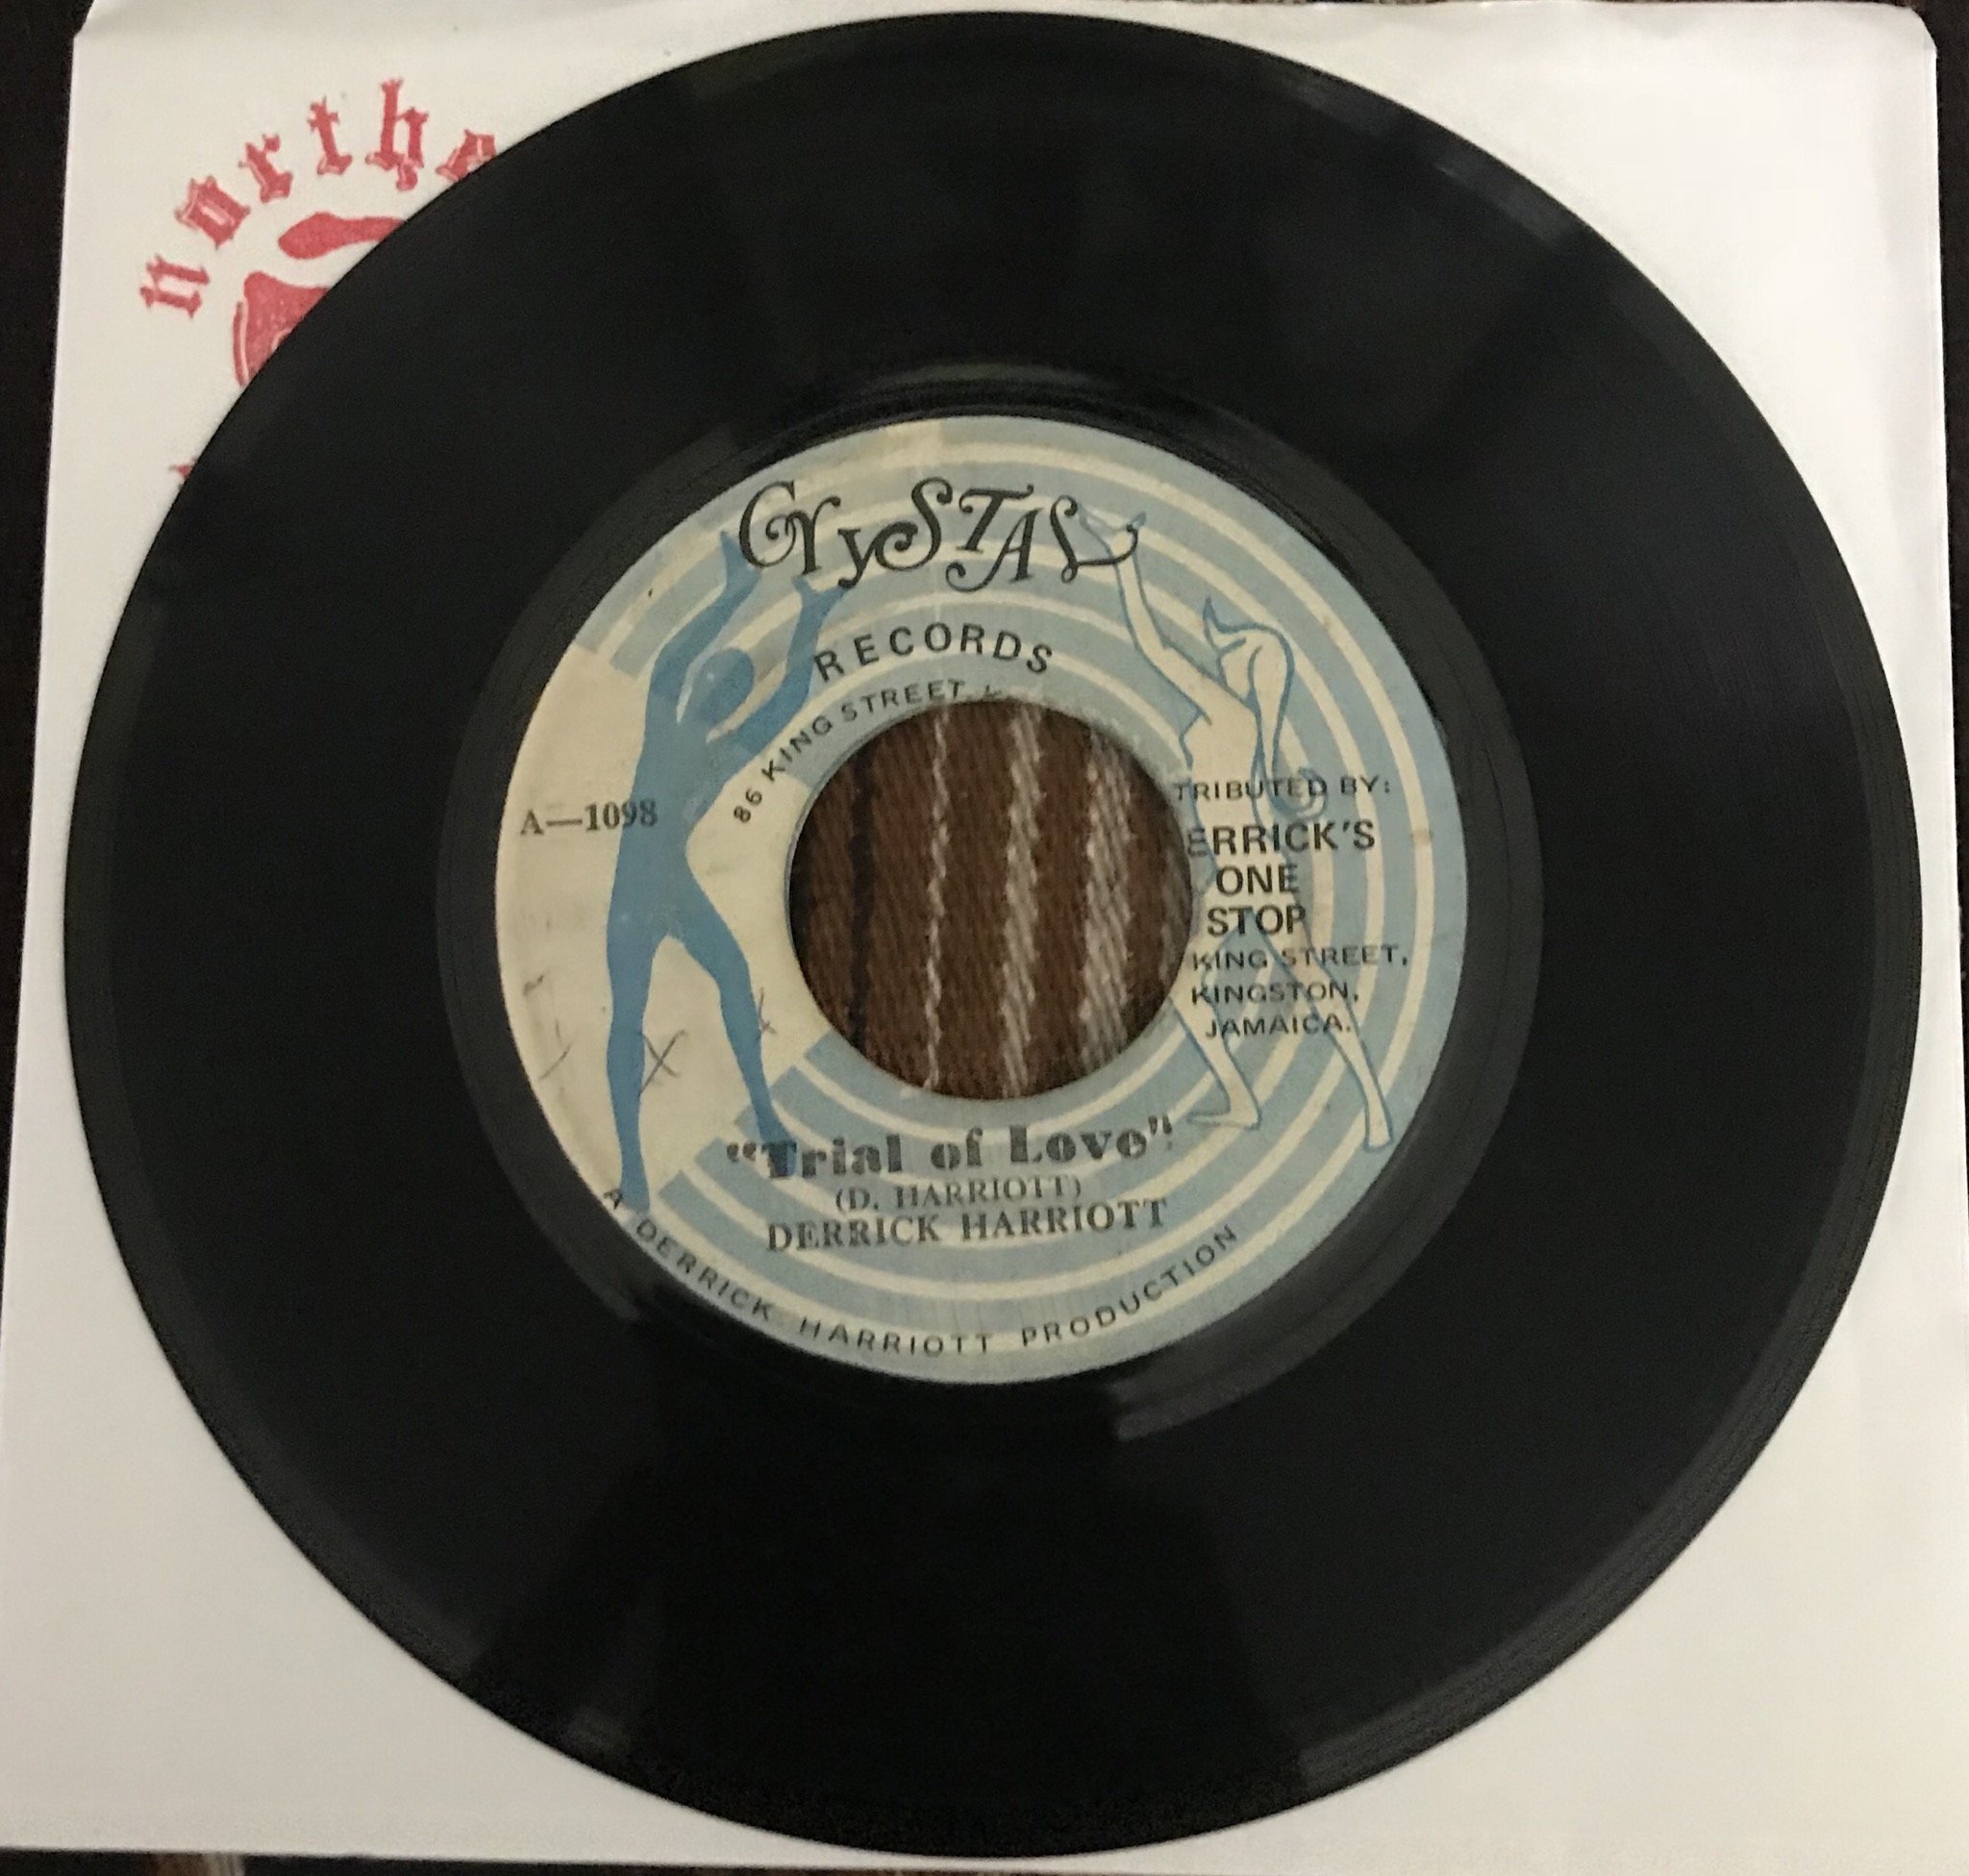 CRYSTAL
RECORDS
86 KING STREET
A—1098
TRIBUTED BY:
ERRICK'S
ONE
STOP
KING STREET,
KINGSTON,
JAMAICA.
"Trial of Love"
(D. HARRIOTT)
DERRICK HARRIOTT
A DERRICK HARRIOTT PRODUCTION